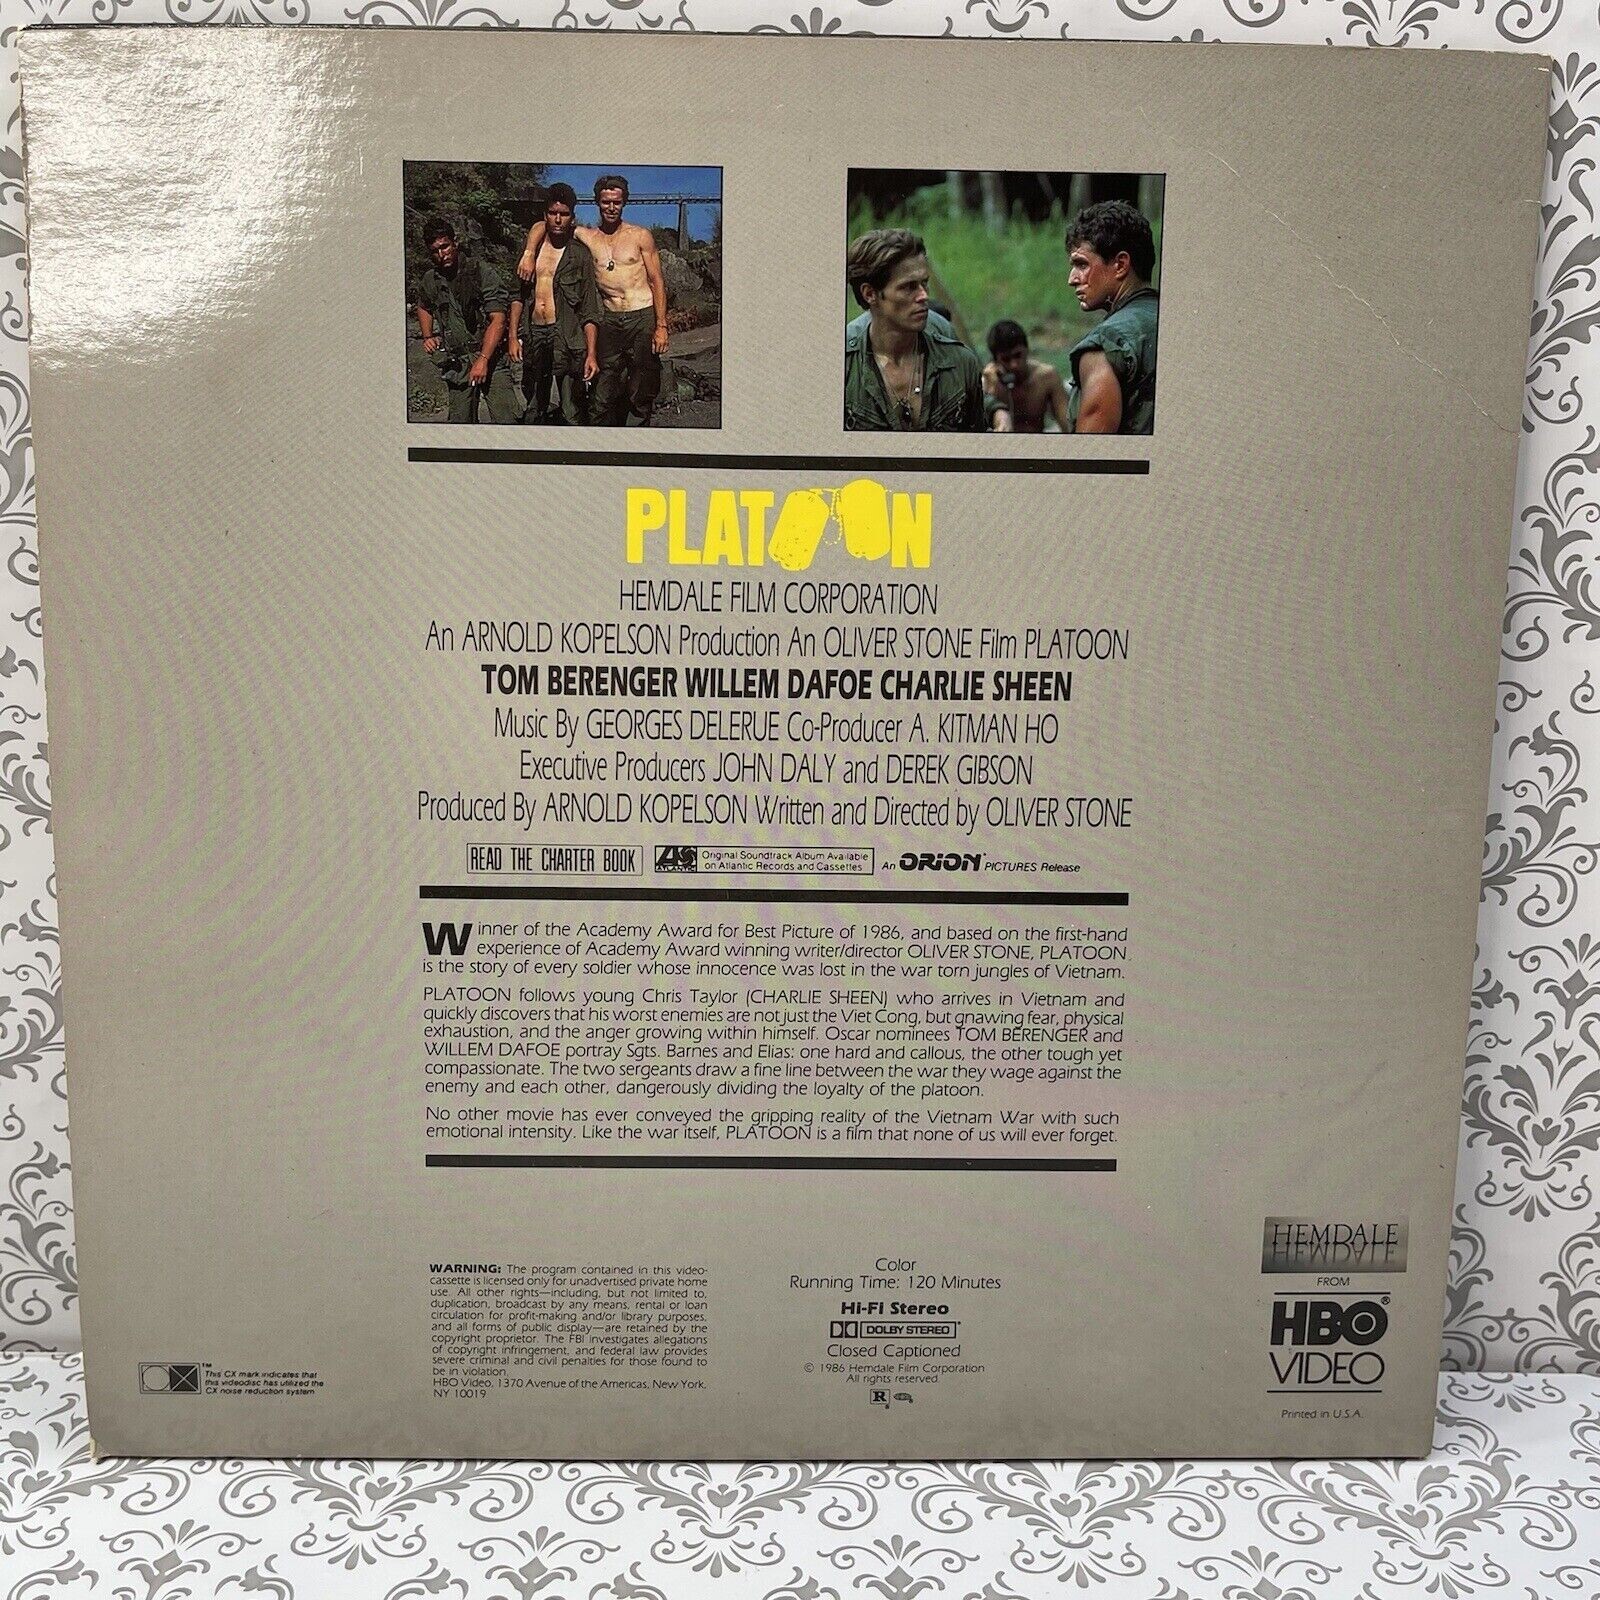 PLATOON
HEMDALE FILM CORPORATION
An ARNOLD KOPELSON Production An OLIVER STONE Film PLATOON
TOM BERENGER WILLEM DAFOE CHARLIE SHEEN
Music By GEORGES DELERUE Co-Producer A. KITMAN HO
Executive Producers JOHN DALY and DEREK GIBSON
Produced By ARNOLD KOPELSON Written and Directed by OLIVER STONE
READ THE CHARTER BOOK
ATLANTIC
Original Soundtrack Album Available
on Atlantic Records and Cassettes
An ORION PICTURES Release
Winner of the Academy Award for Best Picture of 1986, and based on the first-hand
experience of Academy Award winning writer/director OLIVER STONE, PLATOON
is the story of every soldier whose innocence was lost in the war torn jungles of Vietnam.
PLATOON follows young Chris Taylor (CHARLIE SHEEN) who arrives in Vietnam and
quickly discovers that his worst enemies are not just the Viet Cong, but gnawing fear, physical
exhaustion, and the anger growing within himself. Oscar nominees TOM BERENGER and
WILLEM DAFOE portray Sgts. Barnes and Elias: one hard and callous, the other tough yet
compassionate. The two sergeants draw a fine line between the war they wage against the
enemy and each other, dangerously dividing the loyalty of the platoon.
No other movie has ever conveyed the gripping reality of the Vietnam War with such
emotional intensity. Like the war itself, PLATOON is a film that none of us will ever forget.
WARNING: The program contained in this video-
cassette is licensed only for unadvertised private home
use. All other rights—including, but not limited to,
duplication, broadcast by any means, rental or loan
circulation for profit-making and/or library purposes,
and all forms of public display—are retained by the
copyright proprietor. The FBI investigates allegations
of copyright infringement, and federal law provides
severe criminal and civil penalties for those found to
be in violation.
HBO Video, 1370 Avenue of the Americas, New York,
NY 10019
Color
Running Time: 120 Minutes
Hi-Fi Stereo
DOLBY STEREO
Closed Captioned
© 1986 Hemdale Film Corporation
All rights reserved.
R
HEMDALE
FROM
HBO®
VIDEO
Printed in U.S.A.
™
This CX mark indicates that
this videodisc has utilized the
CX noise reduction system